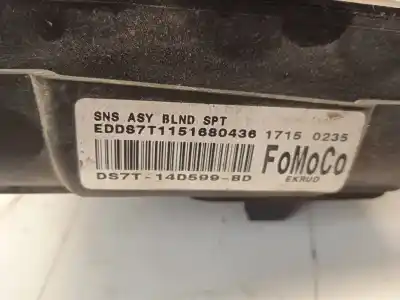 SNS ASY BLND SPT
EDDS7T1151680436 1715 0235
FoMoCo
EKRUD
DS7T-14D599-BD